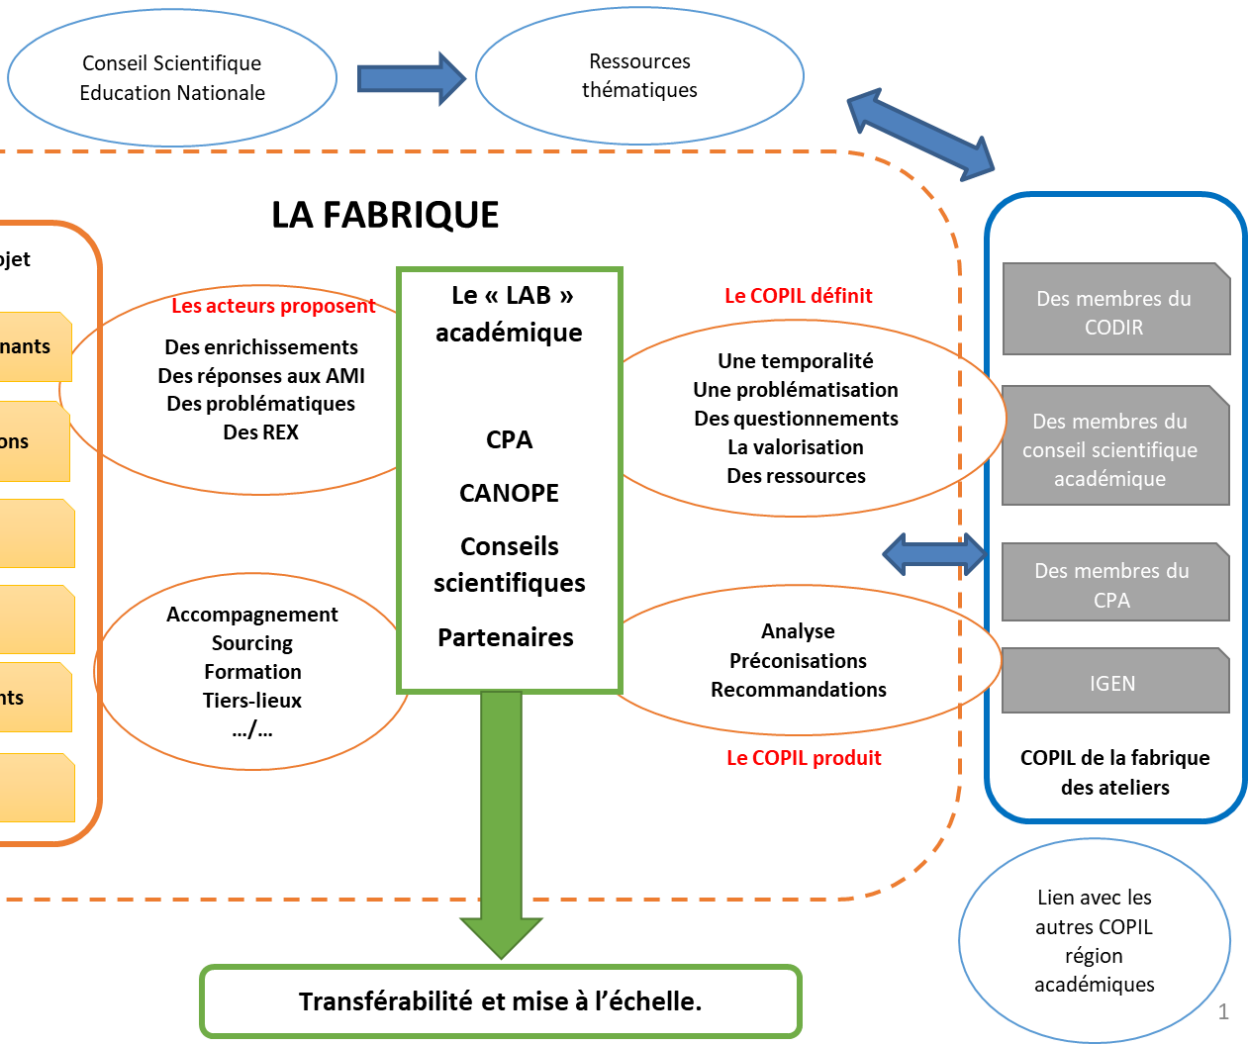 Conseil Scientifique
Education Nationale
Ressources
thématiques
LA FABRIQUE
Les acteurs proposent
Des enrichissements
Des réponses aux AMI
Des problématiques
Des REX
Accompagnement
Sourcing
Formation
Tiers-lieux
.../...
Le « LAB »
académique
CPA
CANOPE
Conseils
scientifiques
Partenaires
Le COPIL définit
Une temporalité
Une problématisation
Des questionnements
La valorisation
Des ressources
Analyse
Préconisations
Recommandations
Le COPIL produit
Des membres du
CODIR
Des membres du
conseil scientifique
académique
Des membres du
CPA
IGEN
COPIL de la fabrique
des ateliers
Lien avec les
autres COPIL
région
académiques
Transférabilité et mise à l’échelle.
1